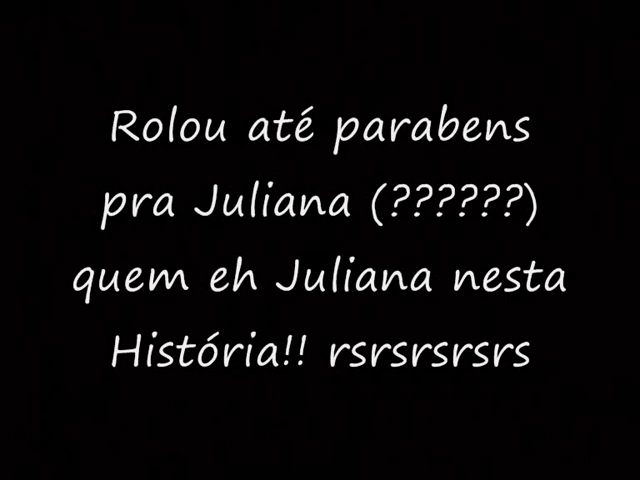 Rolou até parabens
pra Juliana (??????)
quem eh Juliana nesta
História!! rsrsrsrsrs